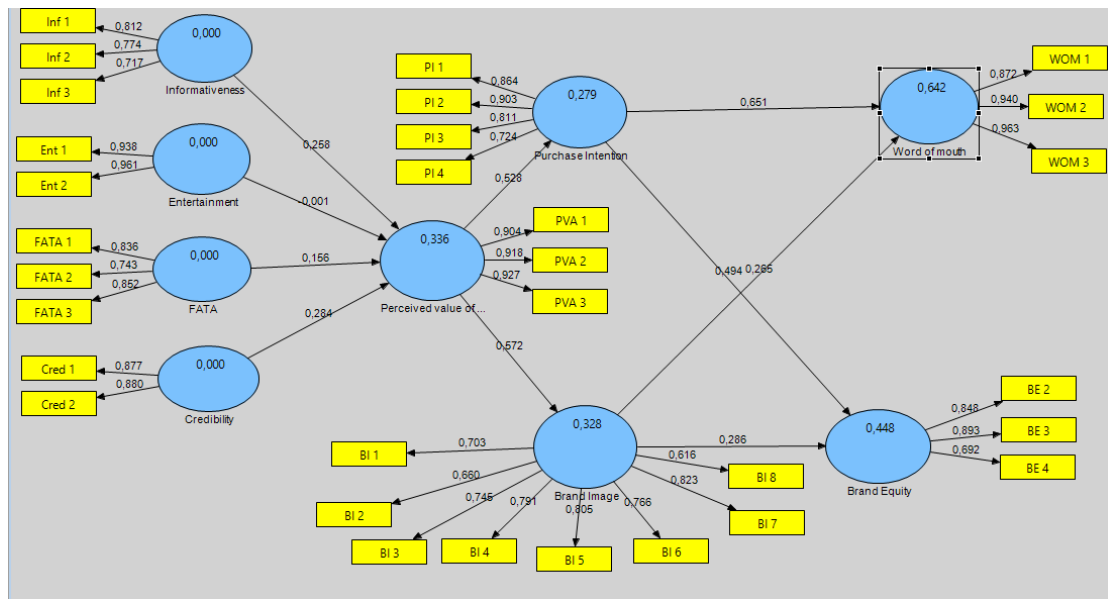 Inf 1
0,812
Inf 2
0,774
Inf 3
0,717
0,000
Informativeness
0,258
Ent 1
0,938
Ent 2
0,961
0,000
Entertainment
-0,001
FATA 1
0,836
FATA 2
0,743
FATA 3
0,852
0,000
FATA
0,156
Cred 1
0,877
Cred 2
0,880
0,000
Credibility
0,284
PI 1
0,864
PI 2
0,903
PI 3
0,811
PI 4
0,724
0,279
Purchase Intention
0,651
0,528
0,336
Perceived value of ...
0,904
PVA 1
0,918
PVA 2
0,927
PVA 3
0,572
0,494
0,265
0,642
Word of mouth
0,872
WOM 1
0,940
WOM 2
0,963
WOM 3
0,328
Brand Image
0,286
BI 1
0,703
BI 2
0,660
BI 3
0,745
BI 4
0,791
BI 5
0,805
BI 6
0,766
BI 7
0,823
BI 8
0,616
0,448
Brand Equity
0,848
BE 2
0,893
BE 3
0,692
BE 4